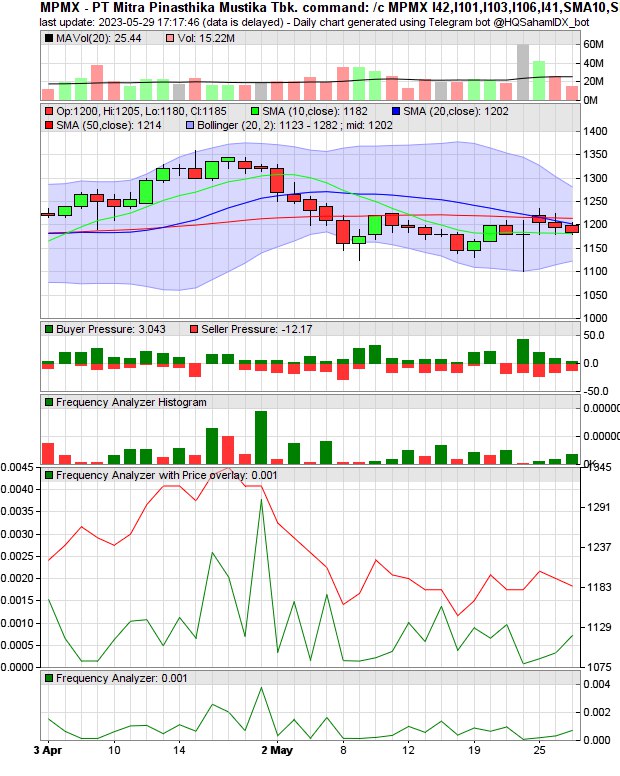 MPMX - PT Mitra Pinasthika Mustika Tbk. command: /c MPMX I42,I101,I103,I106,I41,SMA10,S
last update: 2023-05-29 17:17:46 (data is delayed) - Daily chart generated using Telegram bot @HQSahamIDX_bot
MAVol(20): 25.44 Vol: 15.22M
60M
40M
20M
0M
Op:1200, Hi:1205, Lo:1180, Cl:1185 SMA (10,close): 1182 SMA (20,close): 1202
SMA (50,close): 1214 Bollinger (20, 2): 1123 - 1282 ; mid: 1202
1400
1350
1300
1250
1200
1150
1100
1050
1000
Buyer Pressure: 3.043 Seller Pressure: -12.17
50.0
0.0
-50.0
Frequency Analyzer Histogram
0.00000
0.00000
Frequency Analyzer with Price overlay: 0.001
0.0045
0.0040
0.0035
0.0030
0.0025
0.0020
0.0015
0.0010
0.0005
0.0000
1345
1291
1237
1183
1129
1075
Frequency Analyzer: 0.001
0.004
0.002
0.000
3 Apr 10 14 2 May 8 12 19 25